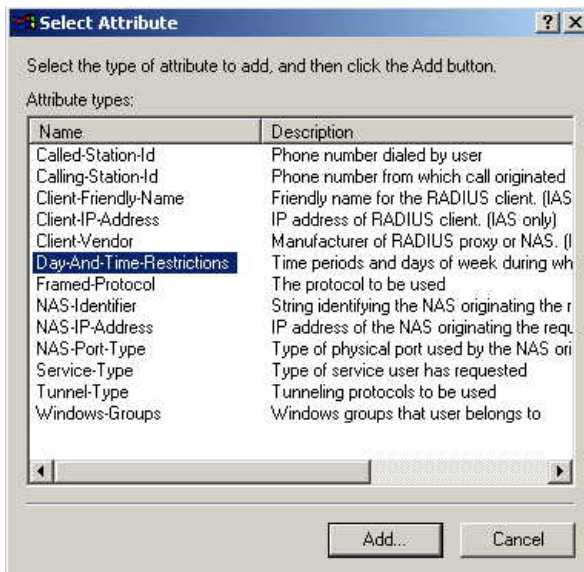 Select Attribute
Select the type of attribute to add, and then click the Add button.
Attribute types:
Name Description
Called-Station-Id Phone number dialed by user
Calling-Station-Id Phone number from which call originated
Client-Friendly-Name Friendly name for the RADIUS client. (IAS
Client-IP-Address IP address of RADIUS client. (IAS only)
Client-Vendor Manufacturer of RADIUS proxy or NAS. (I
Day-And-Time-Restrictions Time periods and days of week during wh
Framed-Protocol The protocol to be used
NAS-Identifier String identifying the NAS originating the r
NAS-IP-Address IP address of the NAS originating the requ
NAS-Port-Type Type of physical port used by the NAS ori
Service-Type Type of service user has requested
Tunnel-Type Tunneling protocols to be used
Windows-Groups Windows groups that user belongs to
Add... Cancel